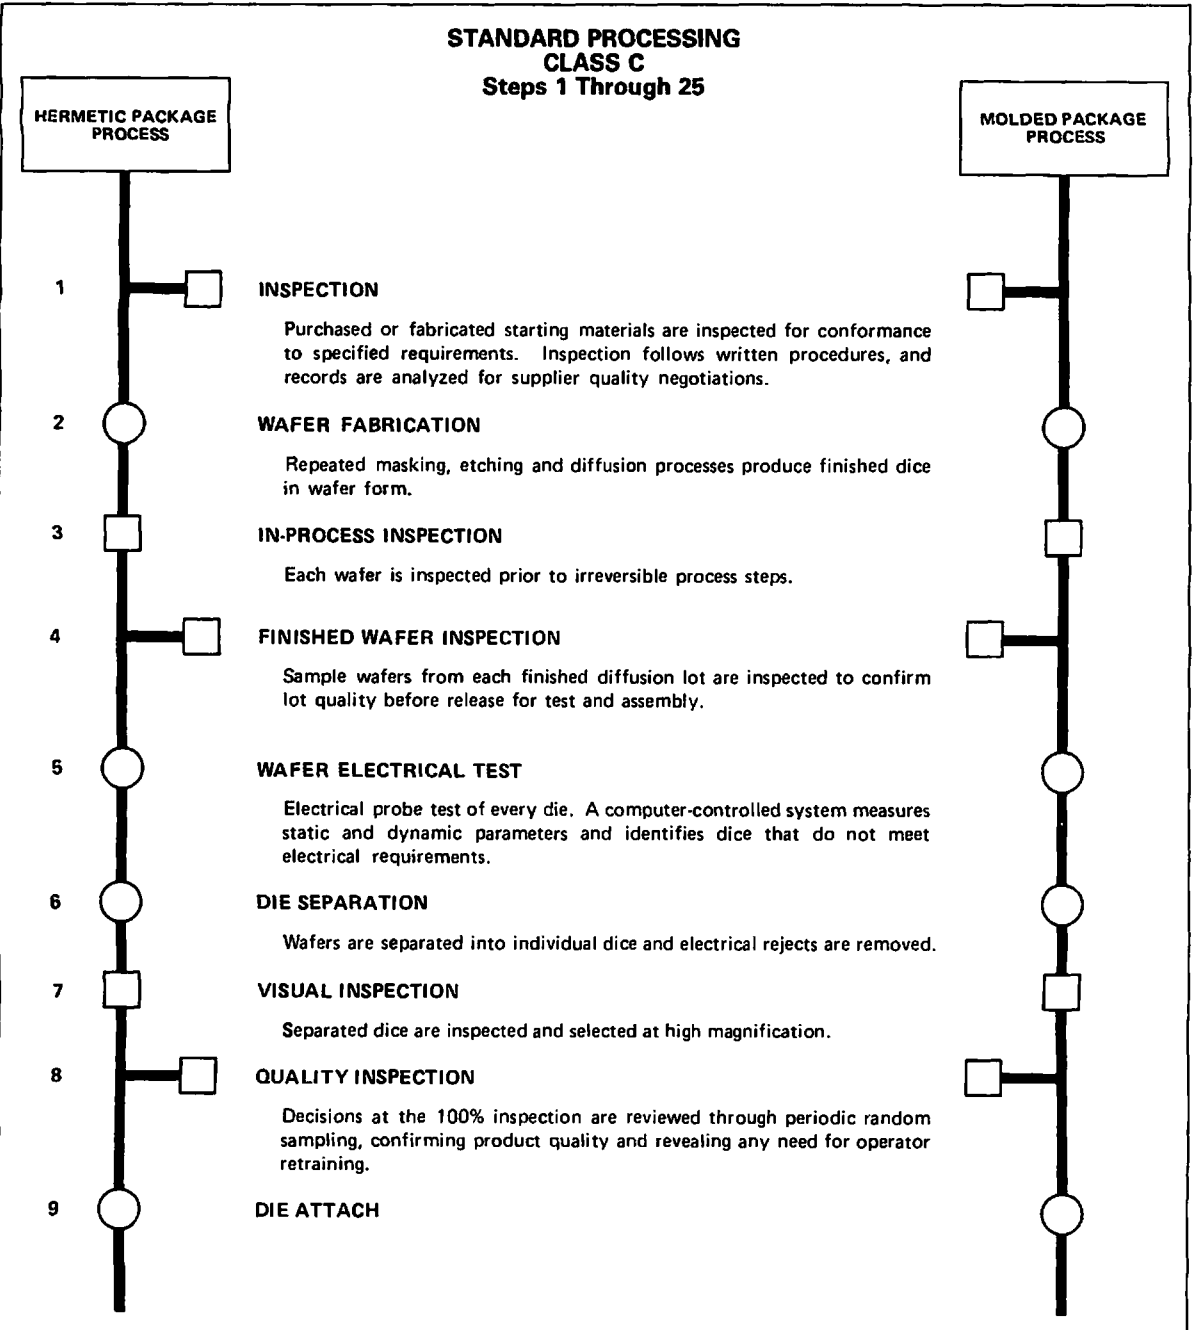 STANDARD PROCESSING
CLASS C
Steps 1 Through 25
HERMETIC PACKAGE
PROCESS
MOLDED PACKAGE
PROCESS
1
INSPECTION
Purchased or fabricated starting materials are inspected for conformance
to specified requirements. Inspection follows written procedures, and
records are analyzed for supplier quality negotiations.
2
WAFER FABRICATION
Repeated masking, etching and diffusion processes produce finished dice
in wafer form.
3
IN-PROCESS INSPECTION
Each wafer is inspected prior to irreversible process steps.
4
FINISHED WAFER INSPECTION
Sample wafers from each finished diffusion lot are inspected to confirm
lot quality before release for test and assembly.
5
WAFER ELECTRICAL TEST
Electrical probe test of every die. A computer-controlled system measures
static and dynamic parameters and identifies dice that do not meet
electrical requirements.
6
DIE SEPARATION
Wafers are separated into individual dice and electrical rejects are removed.
7
VISUAL INSPECTION
Separated dice are inspected and selected at high magnification.
8
QUALITY INSPECTION
Decisions at the 100% inspection are reviewed through periodic random
sampling, confirming product quality and revealing any need for operator
retraining.
9
DIE ATTACH